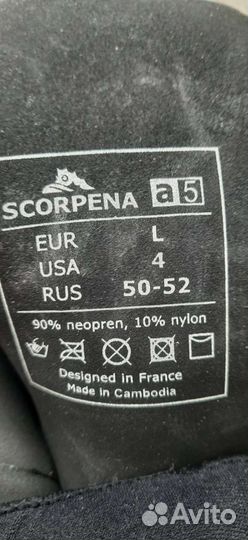 SCORPENA a5
EUR L
USA 4
RUS 50-52
90% neopren, 10% nylon
Designed in France
Made in Cambodia
Avito